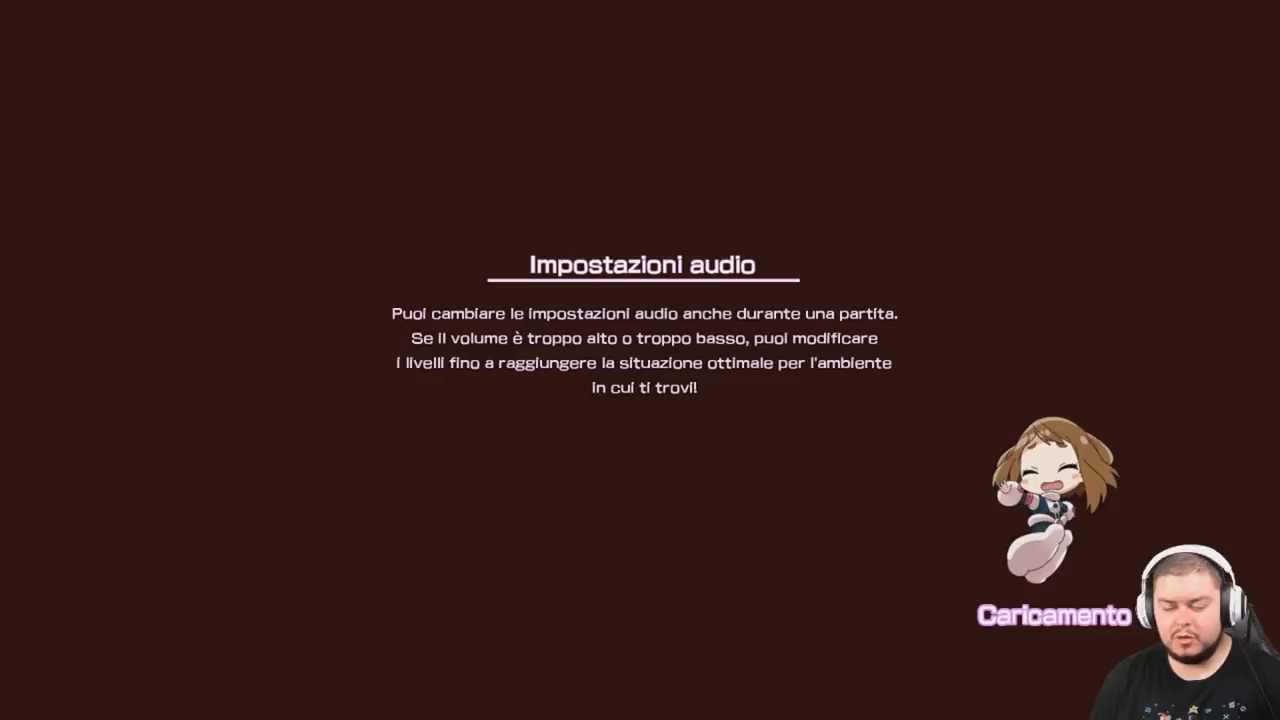 Impostazioni audio
Puoi cambiare le impostazioni audio anche durante una partita.
Se il volume è troppo alto o troppo basso, puoi modificare
i livelli fino a raggiungere la situazione ottimale per l'ambiente
in cui ti trovi!
Caricamento